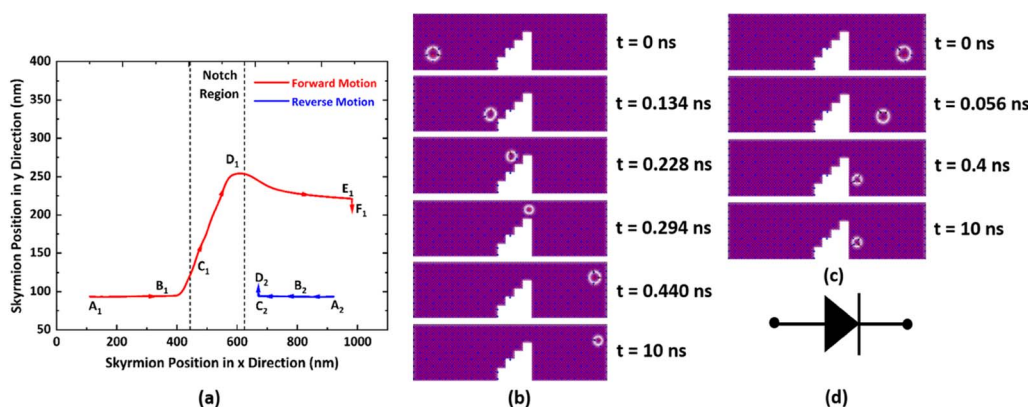 400
350
300
250
200
150
100
50
Skyrmion Position in y Direction (nm)
Notch
Region
Forward Motion
Reverse Motion
D₁
E₁
F₁
C₁
B₁
A₁
D₂
C₂
B₂
A₂
0
200
400
600
800
1000
Skyrmion Position in x Direction (nm)
(a)
t = 0 ns
t = 0.134 ns
t = 0.228 ns
t = 0.294 ns
t = 0.440 ns
t = 10 ns
(b)
t = 0 ns
t = 0.056 ns
t = 0.4 ns
t = 10 ns
(c)
(d)